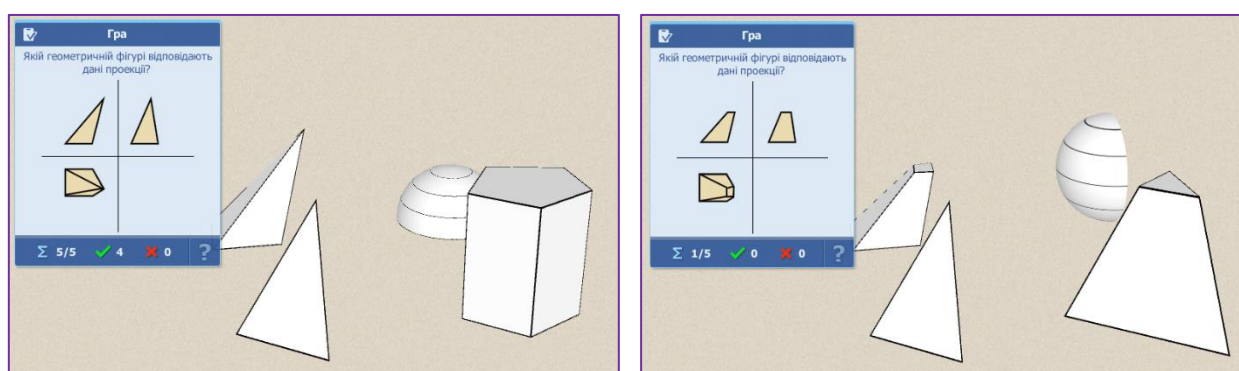 Гра
Якій геометричній фігурі відповідають
дані проекції?
Σ 5/5 ✓ 4 ✗ 0 ?
Гра
Якій геометричній фігурі відповідають
дані проекції?
Σ 1/5 ✓ 0 ✗ 0 ?